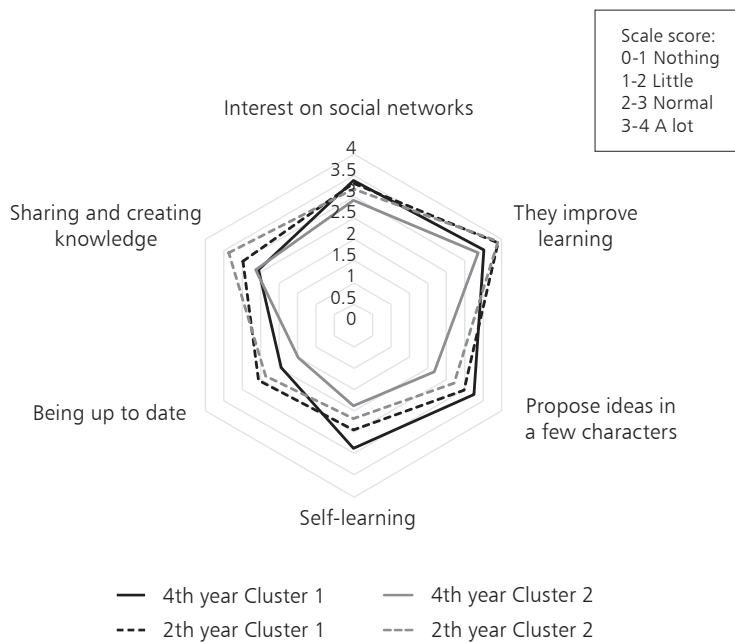 Scale score:
0-1 Nothing
1-2 Little
2-3 Normal
3-4 A lot
Interest on social networks
4
3.5
3
2.5
2
1.5
1
0.5
0
Sharing and creating
knowledge
They improve
learning
Being up to date
Propose ideas in
a few characters
Self-learning
4th year Cluster 1
4th year Cluster 2
2th year Cluster 1
2th year Cluster 2